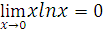 lim xlnx = 0
x→0